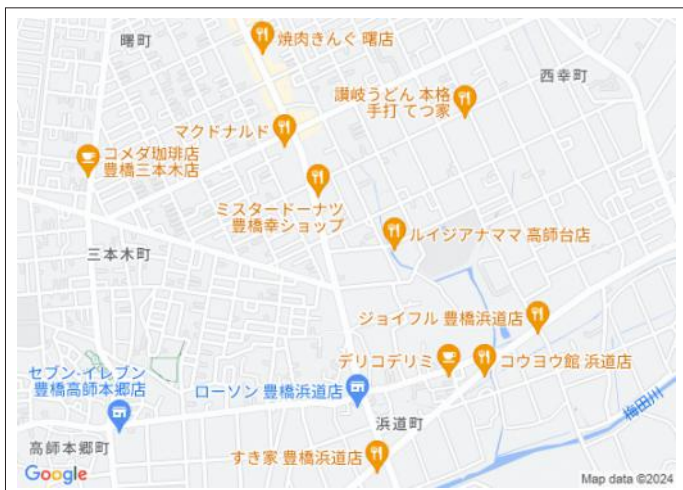 曙町
焼肉きんぐ 曙店
西幸町
讃岐うどん 本格
手打 てつ家
マクドナルド
コメダ珈琲店
豊橋三本木店
ミスタードーナツ
豊橋幸ショップ
ルイジアナママ 高師台店
三本木町
ジョイフル 豊橋浜道店
デリコデリミ
コウヨウ館 浜道店
セブン-イレブン
豊橋高師本郷店
ローソン 豊橋浜道店
浜道町
梅田川
高師本郷町
すき家 豊橋浜道店
Google
Map data ©2024